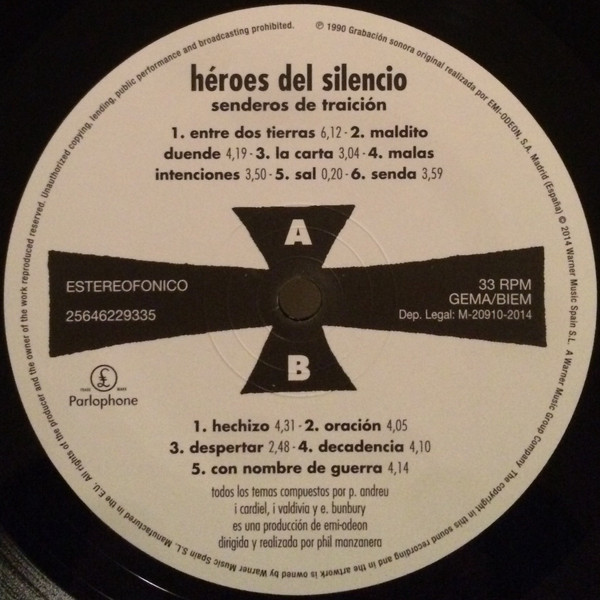 ℗ 1990 Grabación sonora original realizada por EMI-ODEON, S.A. Madrid (España) © 2014 Warner Music Spain S.L. A Warner Music Group Company. The copyright in this sound recording and in the artwork is owned by Warner Music Spain S.L. Manufactured in the E.U. All rights of the producer and the owner of the work reproduced reserved. Unauthorized copying, lending, public performance and broadcasting prohibited.
héroes del silencio
senderos de traición
1. entre dos tierras 6,12 - 2. maldito
duende 4,19 - 3. la carta 3,04 - 4. malas
intenciones 3,50 - 5. sal 0,20 - 6. senda 3,59
A
ESTEREOFONICO
25646229335
33 RPM
GEMA/BIEM
Dep. Legal: M-20910-2014
B
TRADE £ MARK
Parlophone
1. hechizo 4,31 - 2. oración 4,05
3. despertar 2,48 - 4. decadencia 4,10
5. con nombre de guerra 4,14
todos los temas compuestos por p. andreu
i cardiel, i valdivia y e. bunbury
es una producción de emi-odeon
dirigida y realizada por phil manzanera